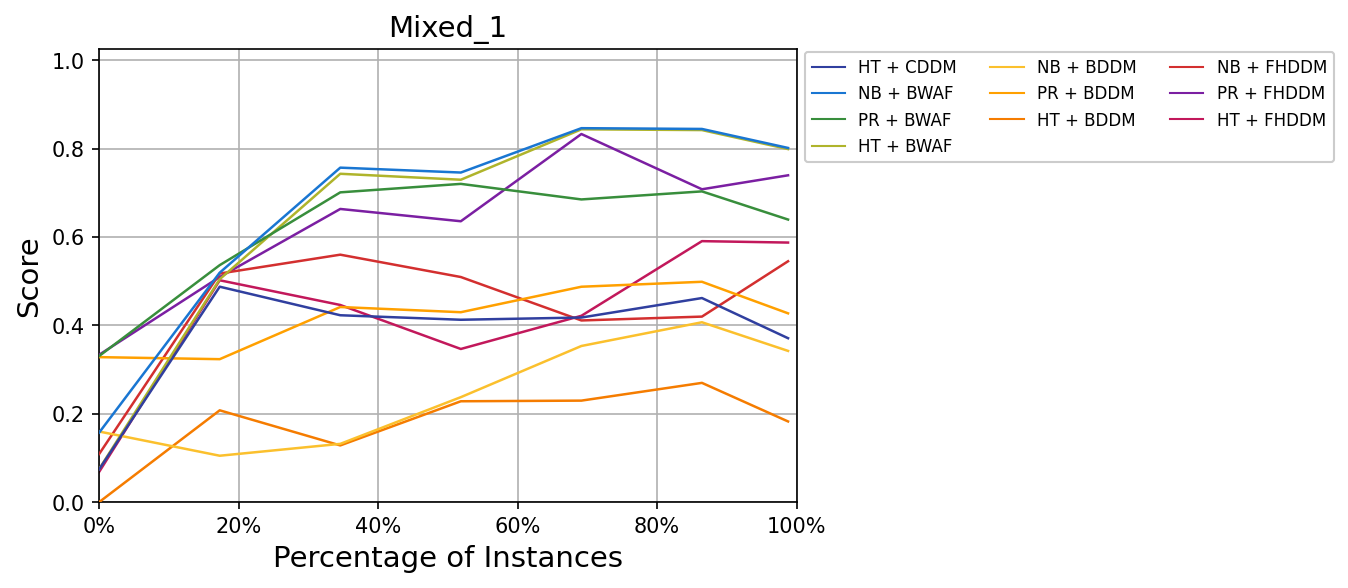 Mixed_1
1.0
0.8
0.6
0.4
0.2
0.0
Score
0% 20% 40% 60% 80% 100%
Percentage of Instances
HT + CDDM
NB + BWAF
PR + BWAF
HT + BWAF
NB + BDDM
PR + BDDM
HT + BDDM
NB + FHDDM
PR + FHDDM
HT + FHDDM